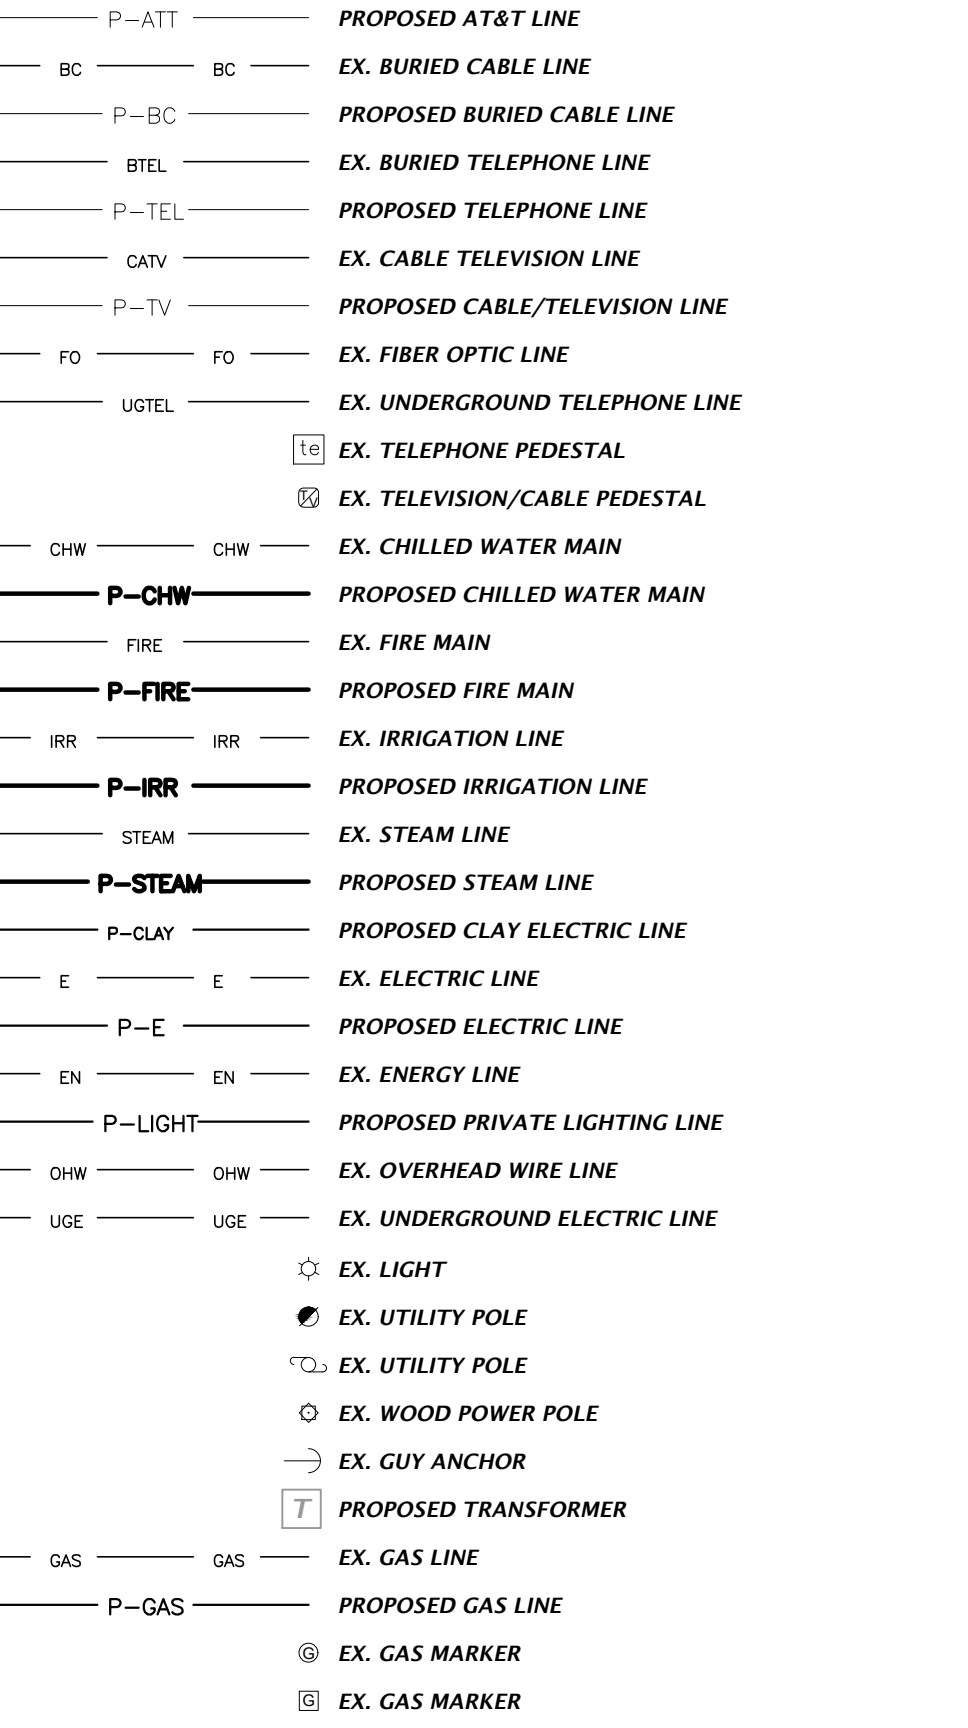 P-ATT PROPOSED AT&T LINE
BC BC EX. BURIED CABLE LINE
P-BC PROPOSED BURIED CABLE LINE
BTEL EX. BURIED TELEPHONE LINE
P-TEL PROPOSED TELEPHONE LINE
CATV EX. CABLE TELEVISION LINE
P-TV PROPOSED CABLE/TELEVISION LINE
FO FO EX. FIBER OPTIC LINE
UGTEL EX. UNDERGROUND TELEPHONE LINE
te EX. TELEPHONE PEDESTAL
TV EX. TELEVISION/CABLE PEDESTAL
CHW CHW EX. CHILLED WATER MAIN
P-CHW PROPOSED CHILLED WATER MAIN
FIRE EX. FIRE MAIN
P-FIRE PROPOSED FIRE MAIN
IRR IRR EX. IRRIGATION LINE
P-IRR PROPOSED IRRIGATION LINE
STEAM EX. STEAM LINE
P-STEAM PROPOSED STEAM LINE
P-CLAY PROPOSED CLAY ELECTRIC LINE
E E EX. ELECTRIC LINE
P-E PROPOSED ELECTRIC LINE
EN EN EX. ENERGY LINE
P-LIGHT PROPOSED PRIVATE LIGHTING LINE
OHW OHW EX. OVERHEAD WIRE LINE
UGE UGE EX. UNDERGROUND ELECTRIC LINE
EX. LIGHT
EX. UTILITY POLE
EX. UTILITY POLE
EX. WOOD POWER POLE
EX. GUY ANCHOR
T PROPOSED TRANSFORMER
GAS GAS EX. GAS LINE
P-GAS PROPOSED GAS LINE
G EX. GAS MARKER
G EX. GAS MARKER